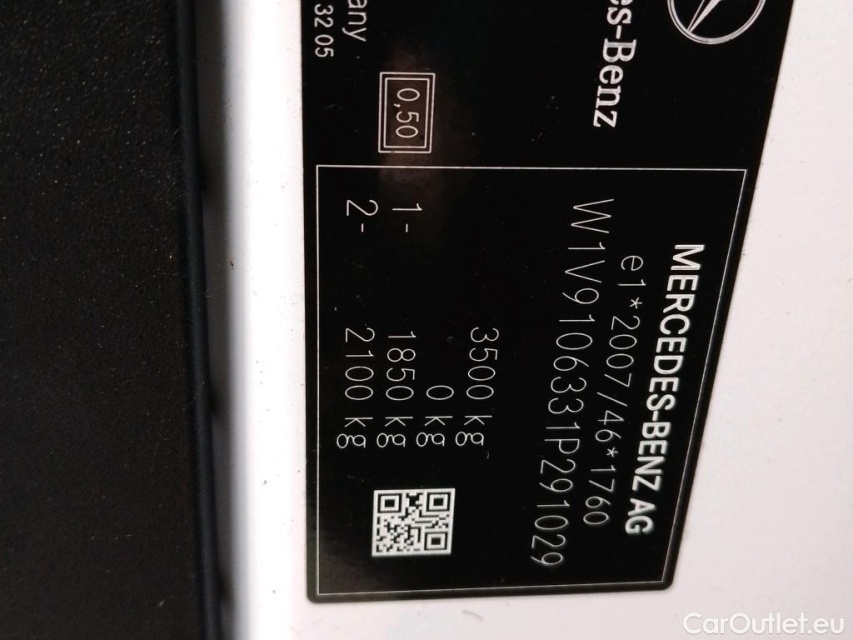 es-Benz
any
32 05
0,50
MERCEDES-BENZ AG
e1*2007/46*1760
W1V9106331P291029
3500 kg
0 kg
1- 1850 kg
2- 2100 kg
CarOutlet.eu